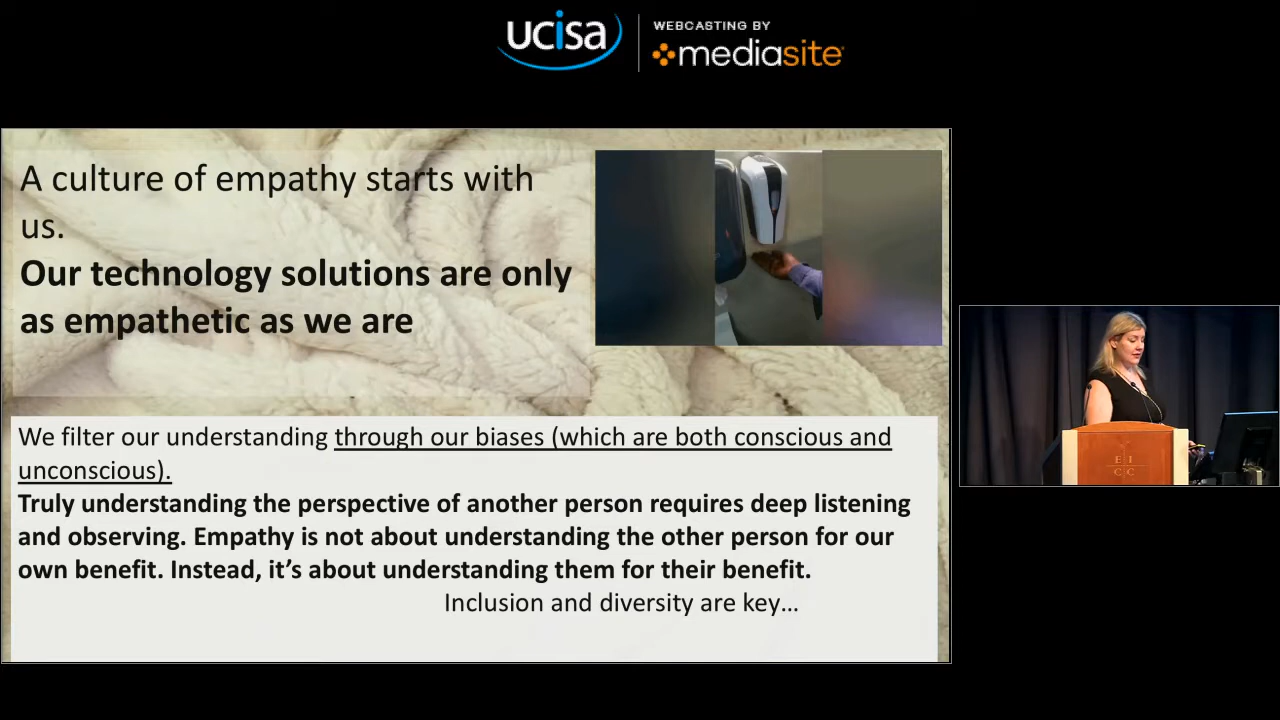 ucisa
WEBCASTING BY
mediasite
A culture of empathy starts with
us.
Our technology solutions are only
as empathetic as we are
We filter our understanding through our biases (which are both conscious and
unconscious).
Truly understanding the perspective of another person requires deep listening
and observing. Empathy is not about understanding the other person for our
own benefit. Instead, it’s about understanding them for their benefit.
Inclusion and diversity are key…
E I
C C